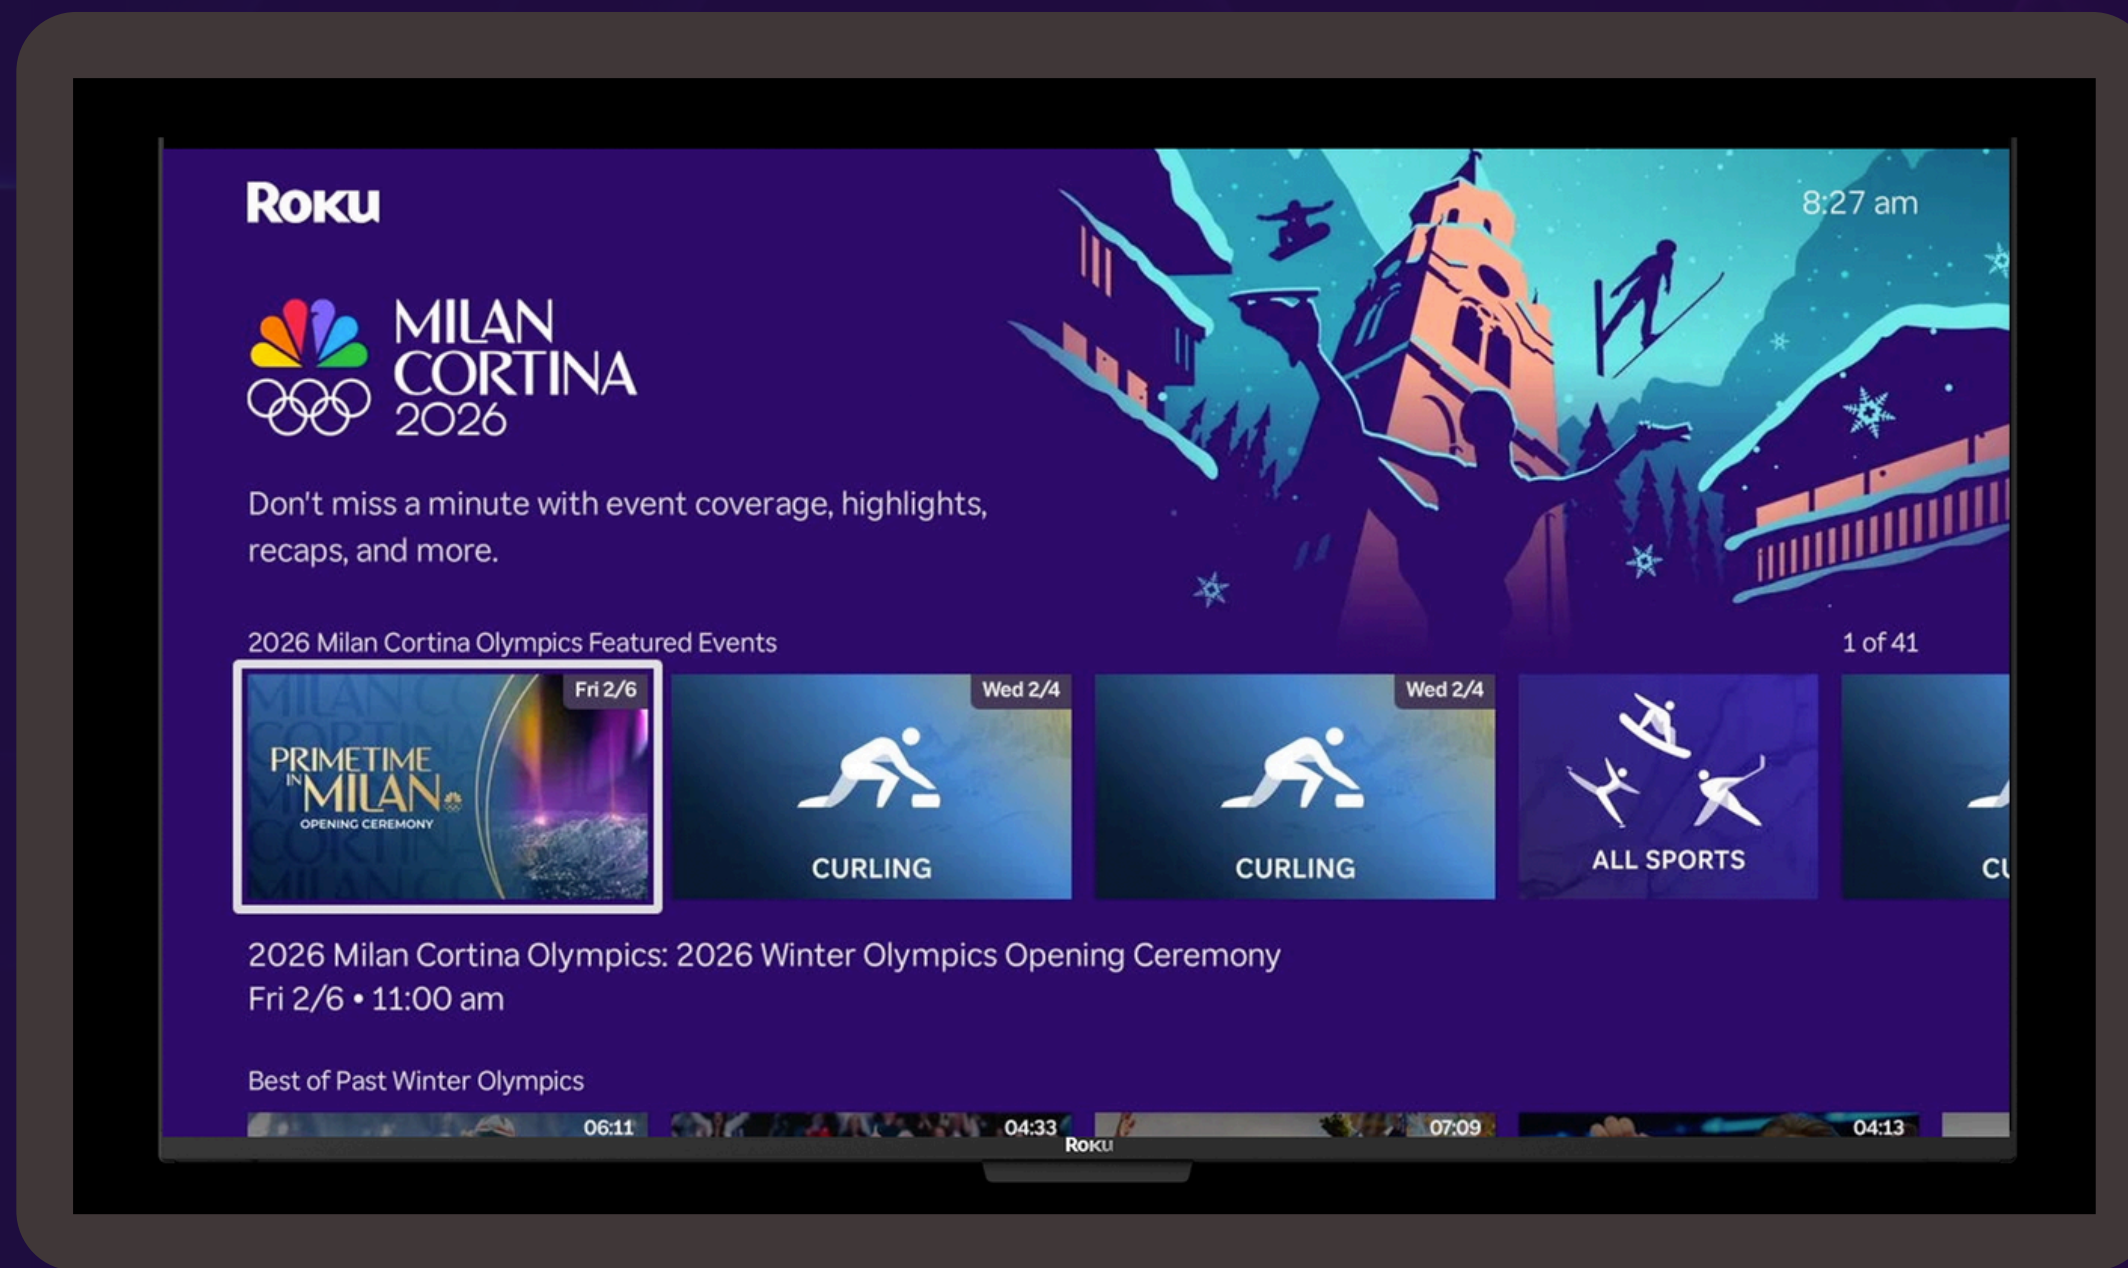 Roku
8:27 am
MILAN
CORTINA
2026
Don't miss a minute with event coverage, highlights,
recaps, and more.
2026 Milan Cortina Olympics Featured Events
1 of 41
Fri 2/6
PRIMETIME
IN MILAN
OPENING CEREMONY
Wed 2/4
CURLING
Wed 2/4
CURLING
ALL SPORTS
2026 Milan Cortina Olympics: 2026 Winter Olympics Opening Ceremony
Fri 2/6 • 11:00 am
Best of Past Winter Olympics
06:11
04:33
07:09
04:13
Roku